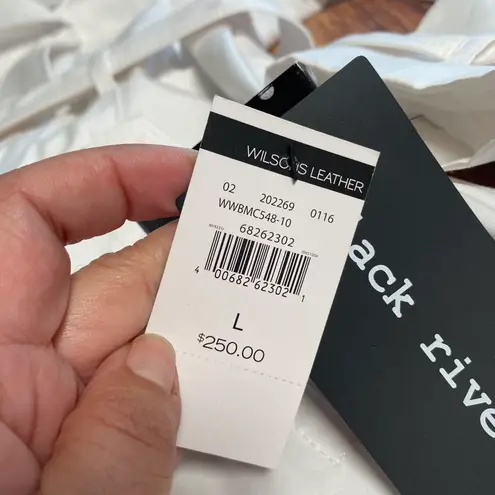 WILSONS LEATHER
02 202269 0116
WWBMC548-10
68262302
4 00682 62302 1
L
$250.00
ack rive